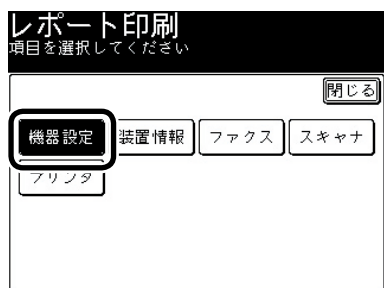 レポート印刷
項目を選択してください
閉じる
機器設定 装置情報 ファクス スキャナ
プリンタ